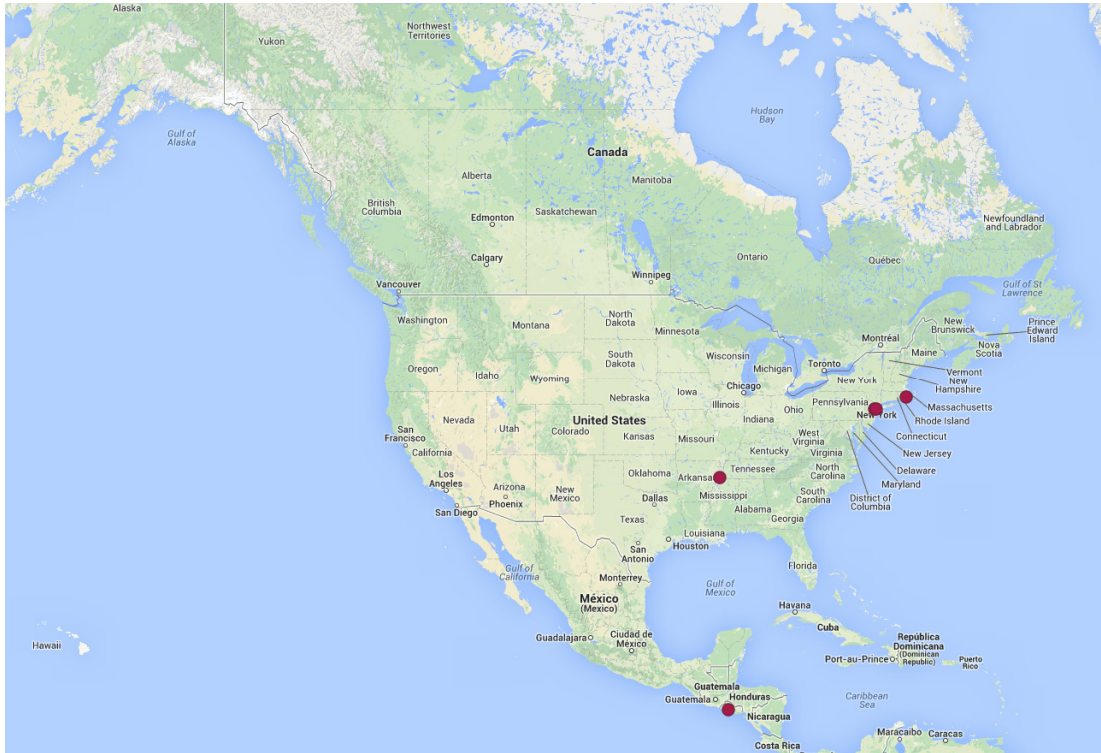 Alaska
Northwest
Territories
Yukon
Gulf of
Alaska
Hudson
Bay
Canada
Alberta
Manitoba
British
Columbia
Edmonton
Saskatchewan
Newfoundland
and Labrador
Ontario
Québec
Calgary
Winnipeg
Vancouver
Gulf of St
Lawrence
Washington
Montana
North
Dakota
Minnesota
New
Brunswick
Prince
Edward
Island
Montréal
Nova
Scotia
Maine
South
Dakota
Wisconsin
Michigan
Toronto
Oregon
Idaho
Wyoming
Vermont
New
Hampshire
New York
Chicago
Iowa
Nebraska
Illinois
Indiana
Ohio
Pennsylvania
New York
Massachusetts
Rhode Island
Connecticut
New Jersey
Delaware
Maryland
District of
Columbia
United States
Nevada
Utah
Colorado
Kansas
Missouri
West
Virginia
Virginia
Kentucky
San
Francisco
California
Los
Angeles
San Diego
Arizona
Phoenix
New
Mexico
Oklahoma
Arkansa
Tennessee
North
Carolina
South
Carolina
Mississippi
Alabama
Georgia
Dallas
Texas
Louisiana
Houston
San
Antonio
Florida
Gulf of
California
Monterrey
Gulf of
Mexico
México
(Mexico)
Havana
Cuba
Guadalajara
Ciudad de
México
Hawaii
República
Dominicana
(Dominican
Republic)
Port-au-Prince
Puerto
Rico
Guatemala
Guatemala
Honduras
Nicaragua
Caribbean
Sea
Costa Rica
Maracaibo
Caracas